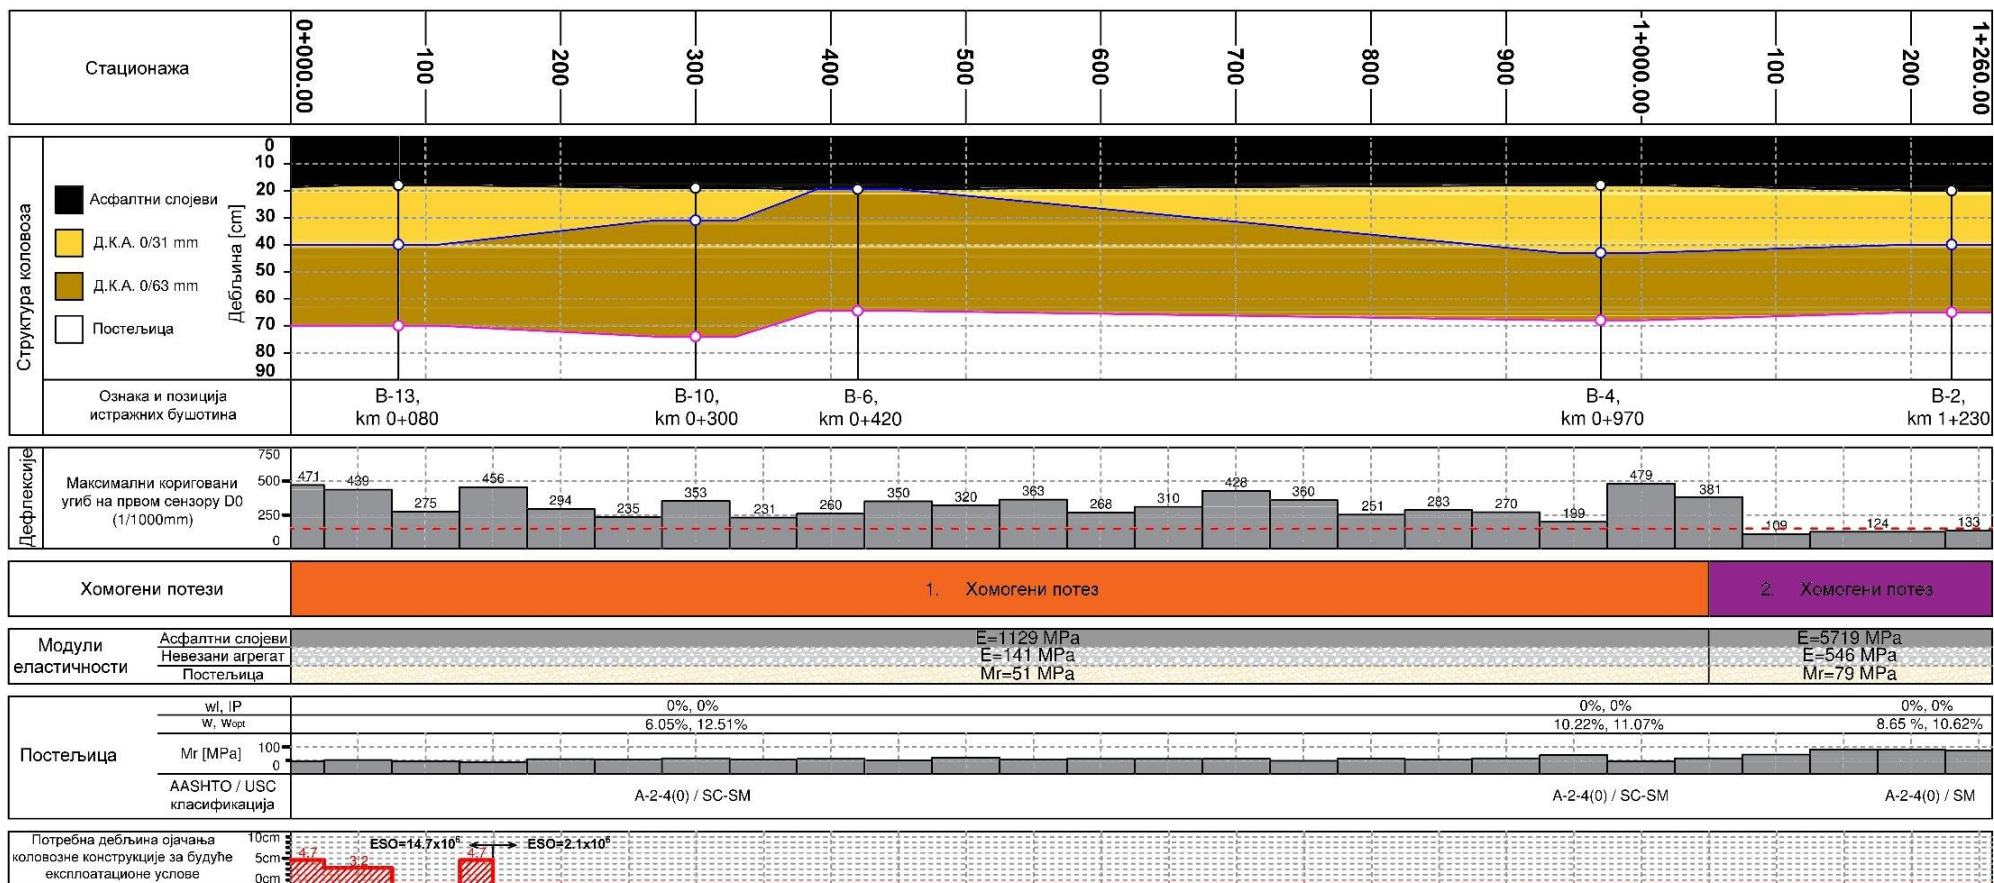 Стационажа
0+000.00
100
200
300
400
500
600
700
800
900
1+000.00
100
200
1+260.00
Структура коловоза
Асфалтни слојеви
Д.К.А. 0/31 mm
Д.К.А. 0/63 mm
Постељица
Дебљина [cm]
0
10
20
30
40
50
60
70
80
90
Ознака и позиција
истражних бушотина
B-13,
km 0+080
B-10,
km 0+300
B-6,
km 0+420
B-4,
km 0+970
B-2,
km 1+230
Дефлексије
Максимални кориговани
угиб на првом сензору D0
(1/1000mm)
750
500
250
0
471 439 275 456 294 235 353 231 260 350 320 363 268 310 428 360 251 283 270 199 479 381 109 124 133
Хомогени потези
1. Хомогени потез
2. Хомогени потез
Модули
еластичности
Асфалтни слојеви
Невезани агрегат
Постељица
E=1129 MPa
E=141 MPa
Mr=51 MPa
E=5719 MPa
E=546 MPa
Mr=79 MPa
Постељица
wl, IP
0%, 0%
0%, 0%
0%, 0%
w, wopt
6.05%, 12.51%
10.22%, 11.07%
8.65 %, 10.62%
Mr [MPa]
100
0
AASHTO / USC
класификација
A-2-4(0) / SC-SM
A-2-4(0) / SC-SM
A-2-4(0) / SM
Потребна дебљина ојачања
коловозне конструкције за будуће
експлоатационе услове
10cm
5cm
0cm
4.7
3.2
4.7
ESO=14.7x10⁶
ESO=2.1x10⁶